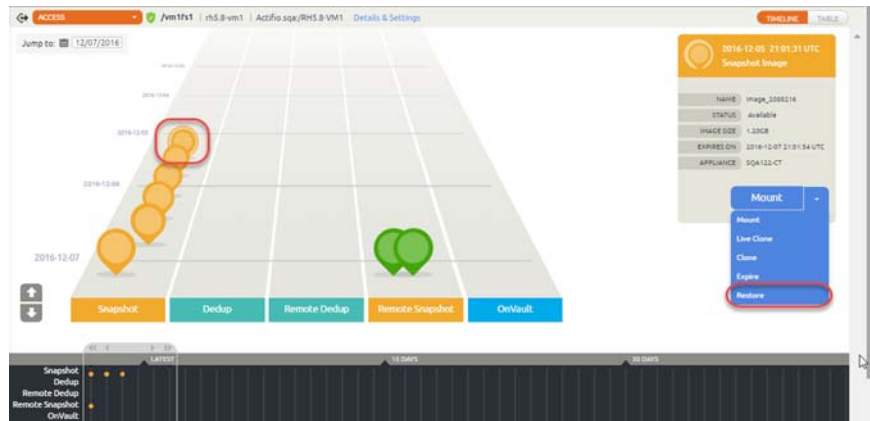 ACCESS
/vm1fs1 | rh5.8-vm1 | Actifio.sqa:/RH5.8-VM1 Details & Settings
TIMELINE TABLE
Jump to: 12/07/2016
2016-12-05 21:01:31 UTC
Snapshot Image
NAME Image_2088216
STATUS Available
IMAGE SIZE 1.20GB
EXPIRES ON 2016-12-07 21:01:54 UTC
APPLIANCE SQA122-CT
Mount
Mount
Live Clone
Clone
Expire
Restore
2016-12-04
2016-12-05
2016-12-06
2016-12-07
Snapshot Dedup Remote Dedup Remote Snapshot OnVault
LATEST 15 DAYS 30 DAYS
Snapshot
Dedup
Remote Dedup
Remote Snapshot
OnVault